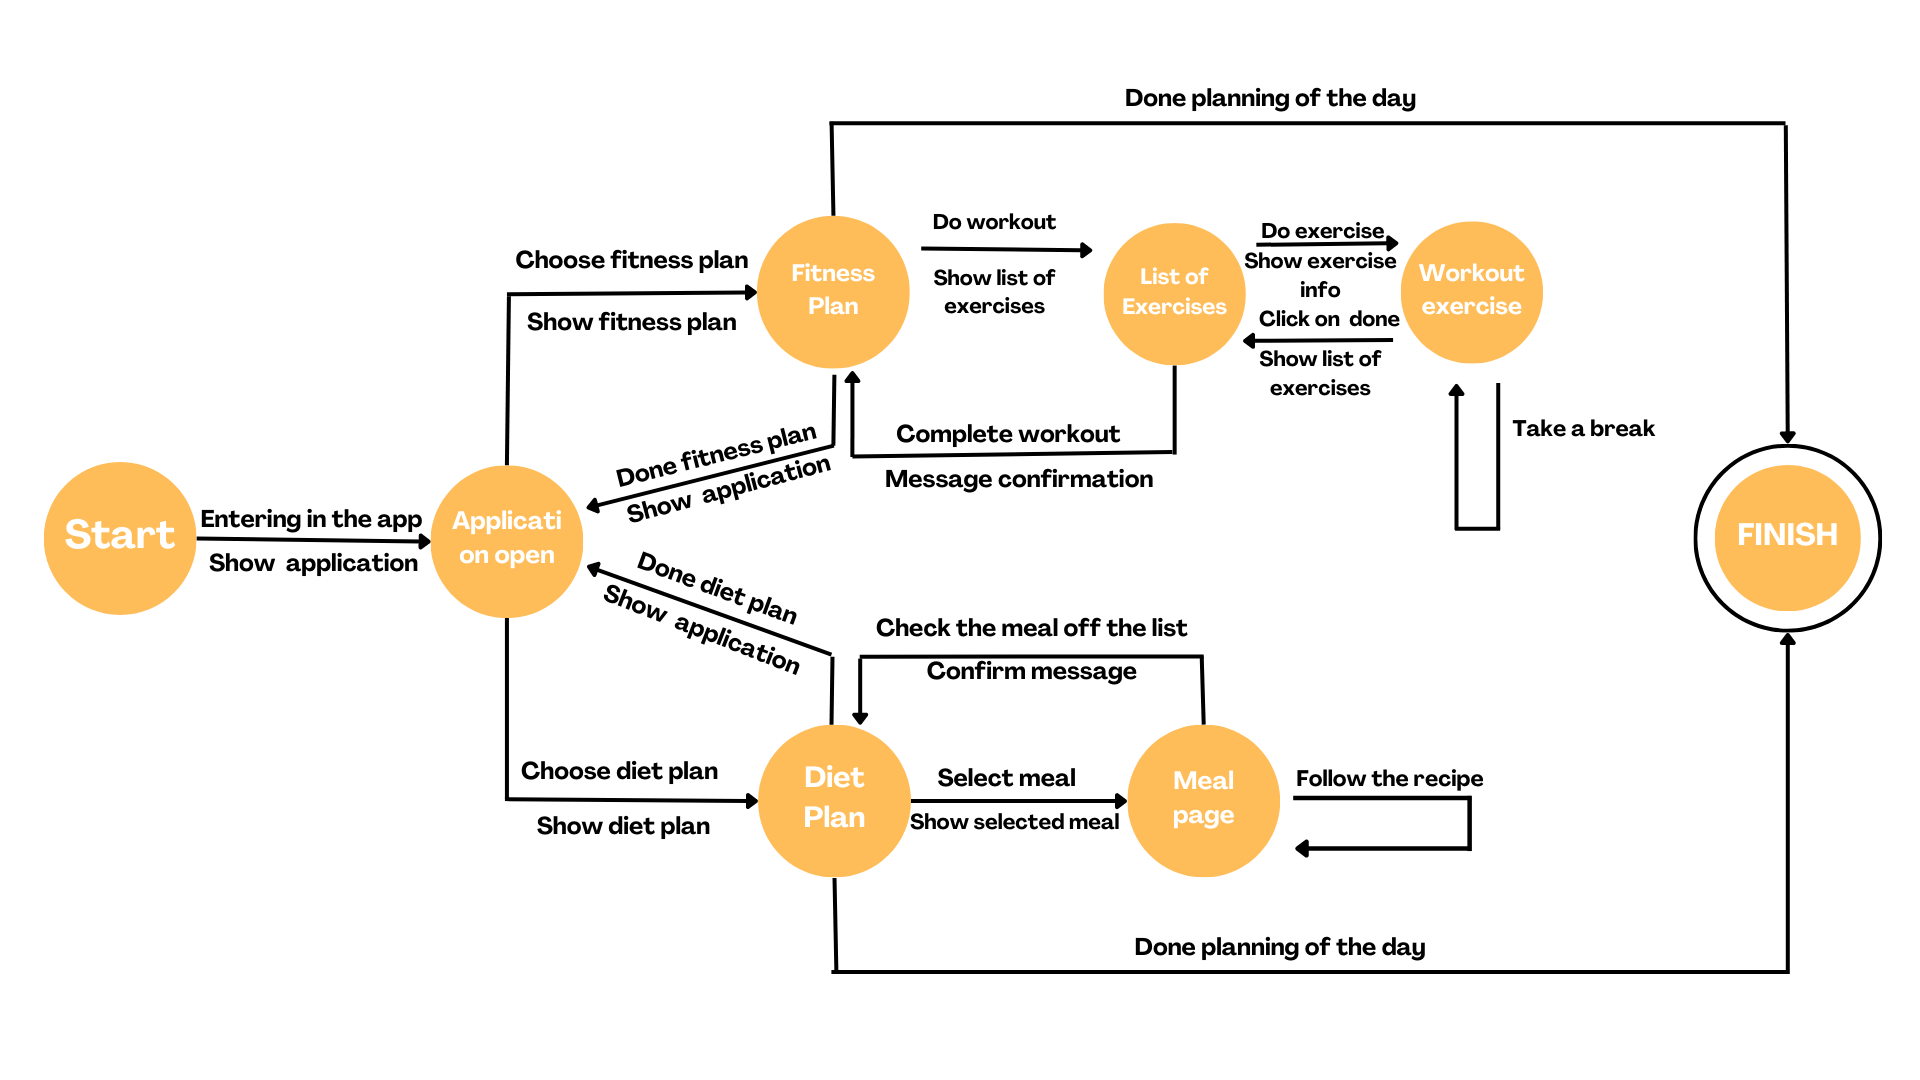 Done planning of the day
Do workout
Do exercise
Choose fitness plan
Fitness
Plan
Show list of
exercises
List of
Exercises
Show exercise
info
Workout
exercise
Show fitness plan
Click on  done
Show list of
exercises
Done fitness plan
Show  application
Complete workout
Message confirmation
Take a break
Start
Entering in the app
Show  application
Applicati
on open
FINISH
Done diet plan
Show  application
Check the meal off the list
Confirm message
Choose diet plan
Show diet plan
Diet
Plan
Select meal
Show selected meal
Meal
page
Follow the recipe
Done planning of the day